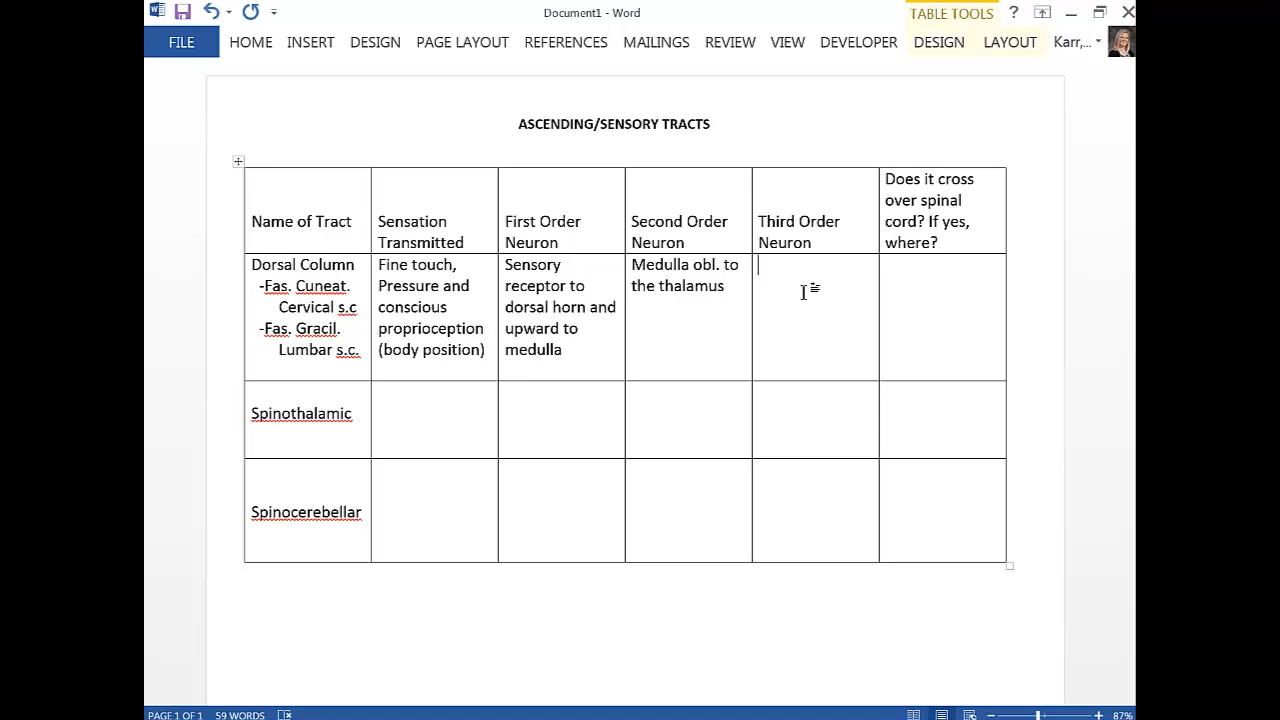 Document1 - Word
TABLE TOOLS
?
FILE HOME INSERT DESIGN PAGE LAYOUT REFERENCES MAILINGS REVIEW VIEW DEVELOPER DESIGN LAYOUT Karr,...
ASCENDING/SENSORY TRACTS
Name of Tract
Sensation
Transmitted
First Order
Neuron
Second Order
Neuron
Third Order
Neuron
Does it cross
over spinal
cord? If yes,
where?
Dorsal Column
-Fas. Cuneat.
Cervical s.c
-Fas. Gracil.
Lumbar s.c.
Fine touch,
Pressure and
conscious
proprioception
(body position)
Sensory
receptor to
dorsal horn and
upward to
medulla
Medulla obl. to
the thalamus
Spinothalamic
Spinocerebellar
PAGE 1 OF 1 59 WORDS 87%